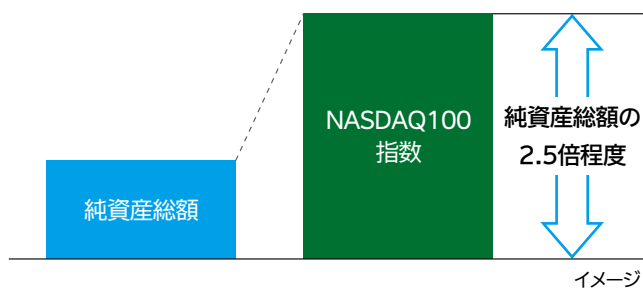 NASDAQ100
指数
純資産総額の
2.5倍程度
純資産総額
イメージ